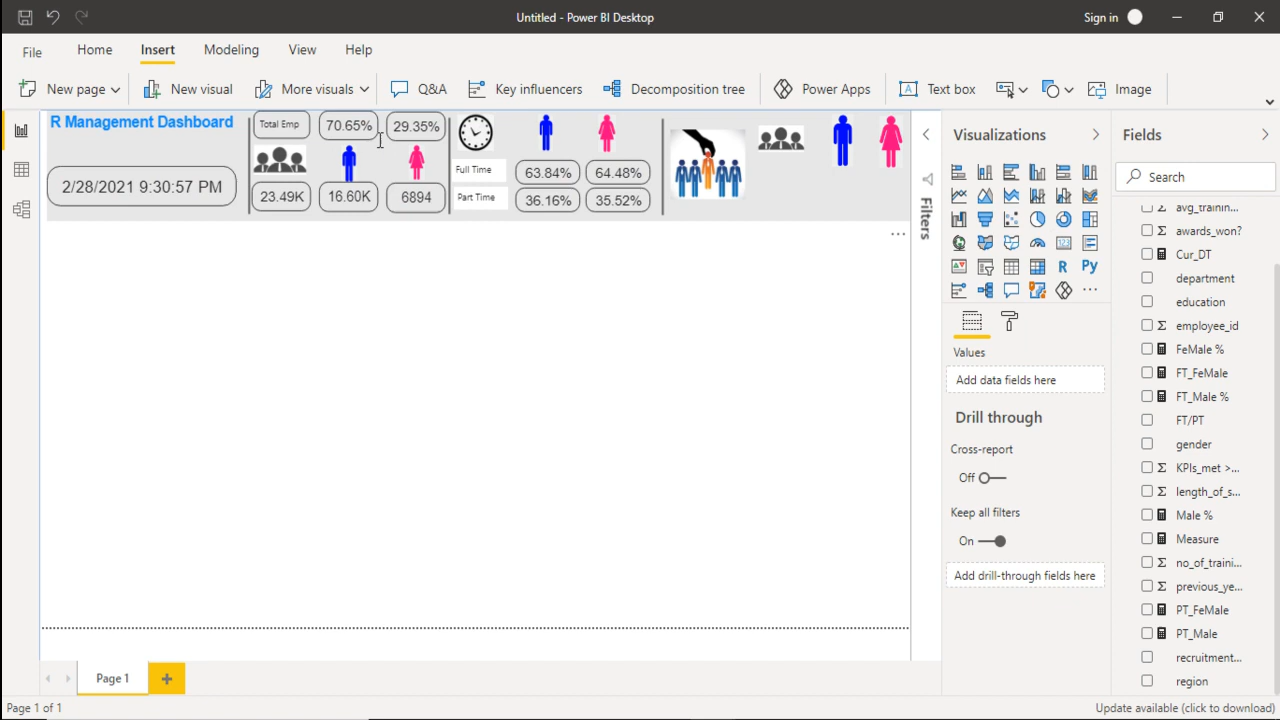 Untitled - Power BI Desktop
Sign in
File
Home
Insert
Modeling
View
Help
New page
New visual
More visuals
Q&A
Key influencers
Decomposition tree
Power Apps
Text box
Image
R Management Dashboard
2/28/2021 9:30:57 PM
Total Emp
70.65%
29.35%
23.49K
16.60K
6894
Full Time
63.84%
64.48%
Part Time
36.16%
35.52%
Filters
Visualizations
R
Py
Values
Add data fields here
Drill through
Cross-report
Off
Keep all filters
On
Add drill-through fields here
Fields
Search
avg_trainin...
awards_won?
Cur_DT
department
education
employee_id
FeMale %
FT_FeMale
FT_Male %
FT/PT
gender
KPIs_met >...
length_of_s...
Male %
Measure
no_of_traini...
previous_ye...
PT_FeMale
PT_Male
recruitment...
region
Page 1
Page 1 of 1
Update available (click to download)